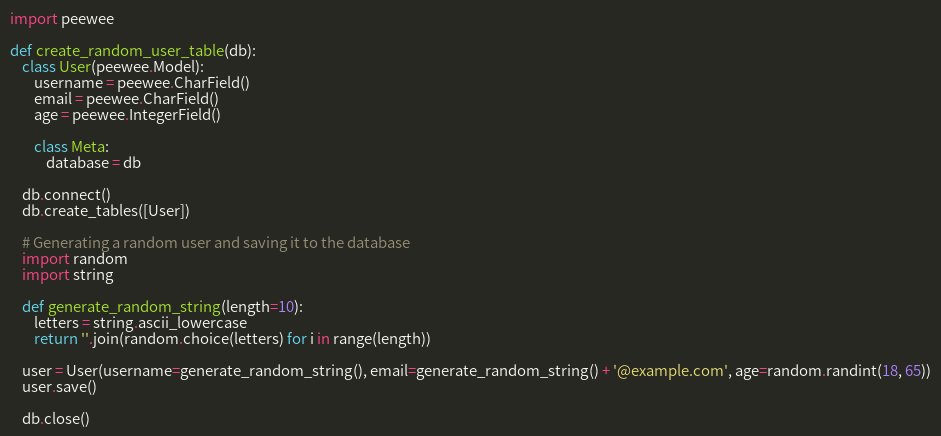 import peewee

def create_random_user_table(db):
    class User(peewee.Model):
        username = peewee.CharField()
        email = peewee.CharField()
        age = peewee.IntegerField()

        class Meta:
            database = db

    db.connect()
    db.create_tables([User])

    # Generating a random user and saving it to the database
    import random
    import string

    def generate_random_string(length=10):
        letters = string.ascii_lowercase
        return ''.join(random.choice(letters) for i in range(length))

    user = User(username=generate_random_string(), email=generate_random_string() + '@example.com', age=random.randint(18, 65))
    user.save()

    db.close()